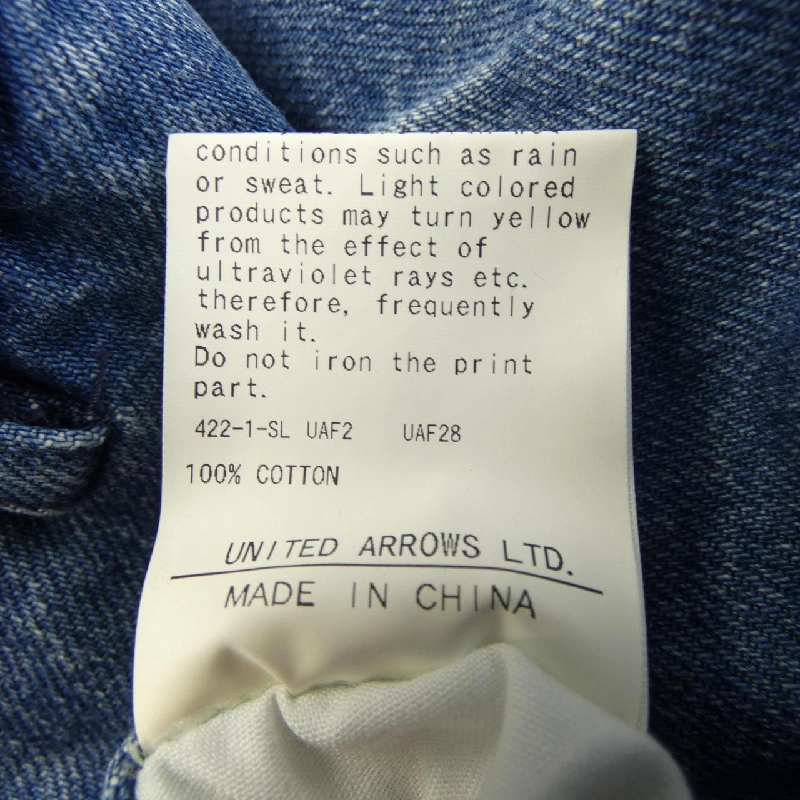 conditions such as rain
or sweat. Light colored
products may turn yellow
from the effect of
ultraviolet rays etc.
therefore, frequently
wash it.
Do not iron the print
part.
422-1-SL UAF2 UAF28
100% COTTON
UNITED ARROWS LTD.
MADE IN CHINA